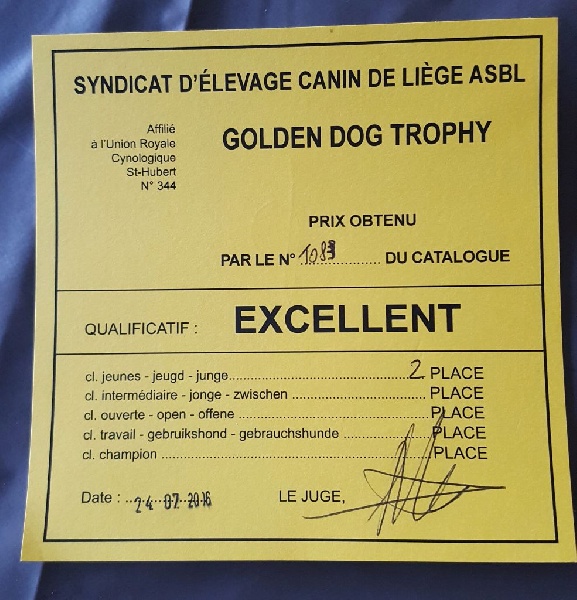 SYNDICAT D'ÉLEVAGE CANIN DE LIÈGE ASBL
Affilié
à l'Union Royale
Cynologique
St-Hubert
N° 344
GOLDEN DOG TROPHY
PRIX OBTENU
PAR LE N° 1083 DU CATALOGUE
QUALIFICATIF : EXCELLENT
cl. jeunes - jeugd - junge 2 PLACE
cl. intermédiaire - jonge - zwischen PLACE
cl. ouverte - open - offene PLACE
cl. travail - gebruikshond - gebrauchshunde PLACE
cl. champion PLACE
Date : 24 07 2016 LE JUGE,